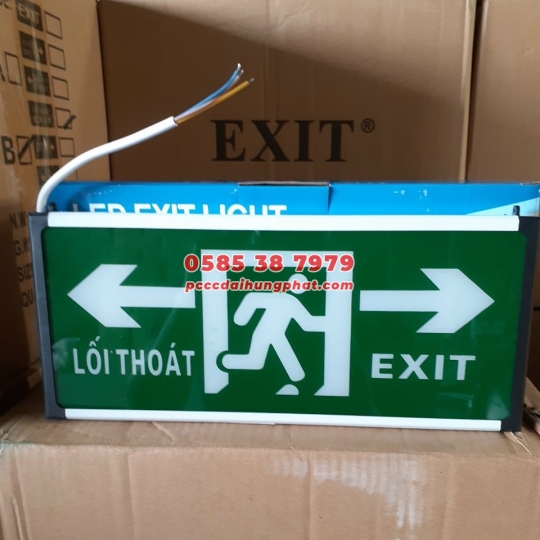 EXIT®
B
LED EXIT LIGHT
0585 38 7979
pcccdaihungphat.com
LỐI THOÁT
EXIT